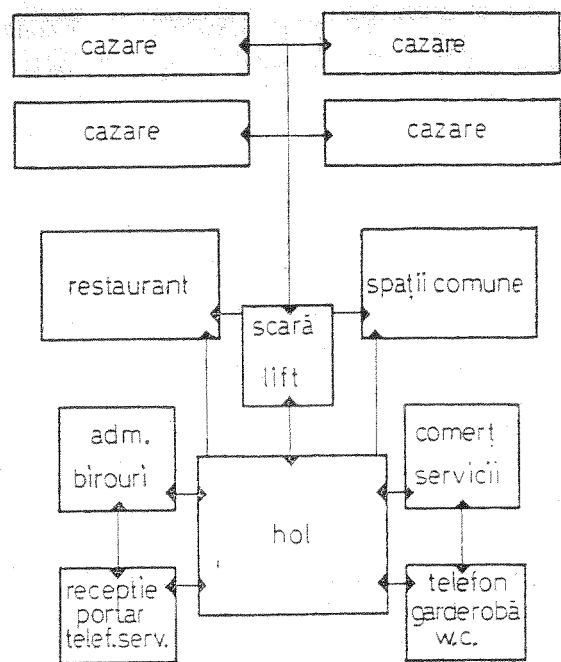 cazare
cazare
cazare
cazare
restaurant
spații comune
scară
lift
adm.
birouri
comerț
servicii
hol
receptie
portar
telef.serv.
telefon
garderobă
w.c.